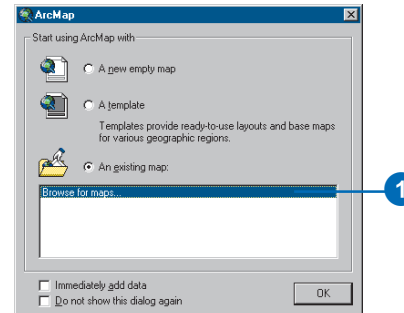 ArcMap
Start using ArcMap with
A new empty map
A template
Templates provide ready-to-use layouts and base maps
for various geographic regions.
An existing map:
Browse for maps...
1
Immediately add data
Do not show this dialog again
OK